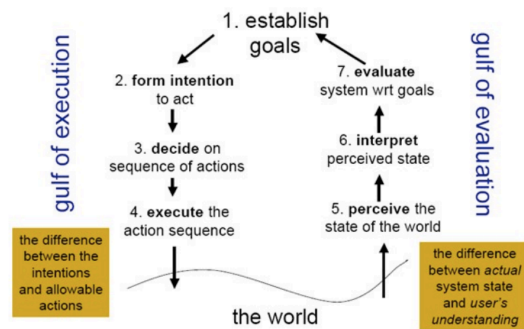 1. establish
goals
gulf of execution
2. form intention
to act
3. decide on
sequence of actions
4. execute the
action sequence
the difference
between the
intentions
and allowable
actions
7. evaluate
system wrt goals
6. interpret
perceived state
5. perceive the
state of the world
gulf of evaluation
the difference
between actual
system state
and user's
understanding
the world